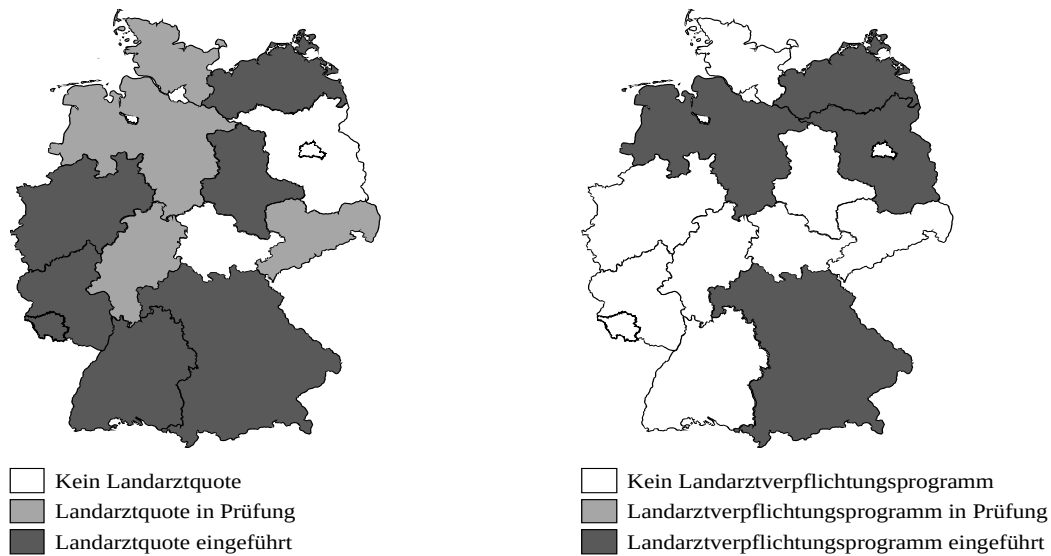 Kein Landarztquote
Landarztquote in Prüfung
Landarztquote eingeführt
Kein Landarztverpflichtungsprogramm
Landarztverpflichtungsprogramm in Prüfung
Landarztverpflichtungsprogramm eingeführt